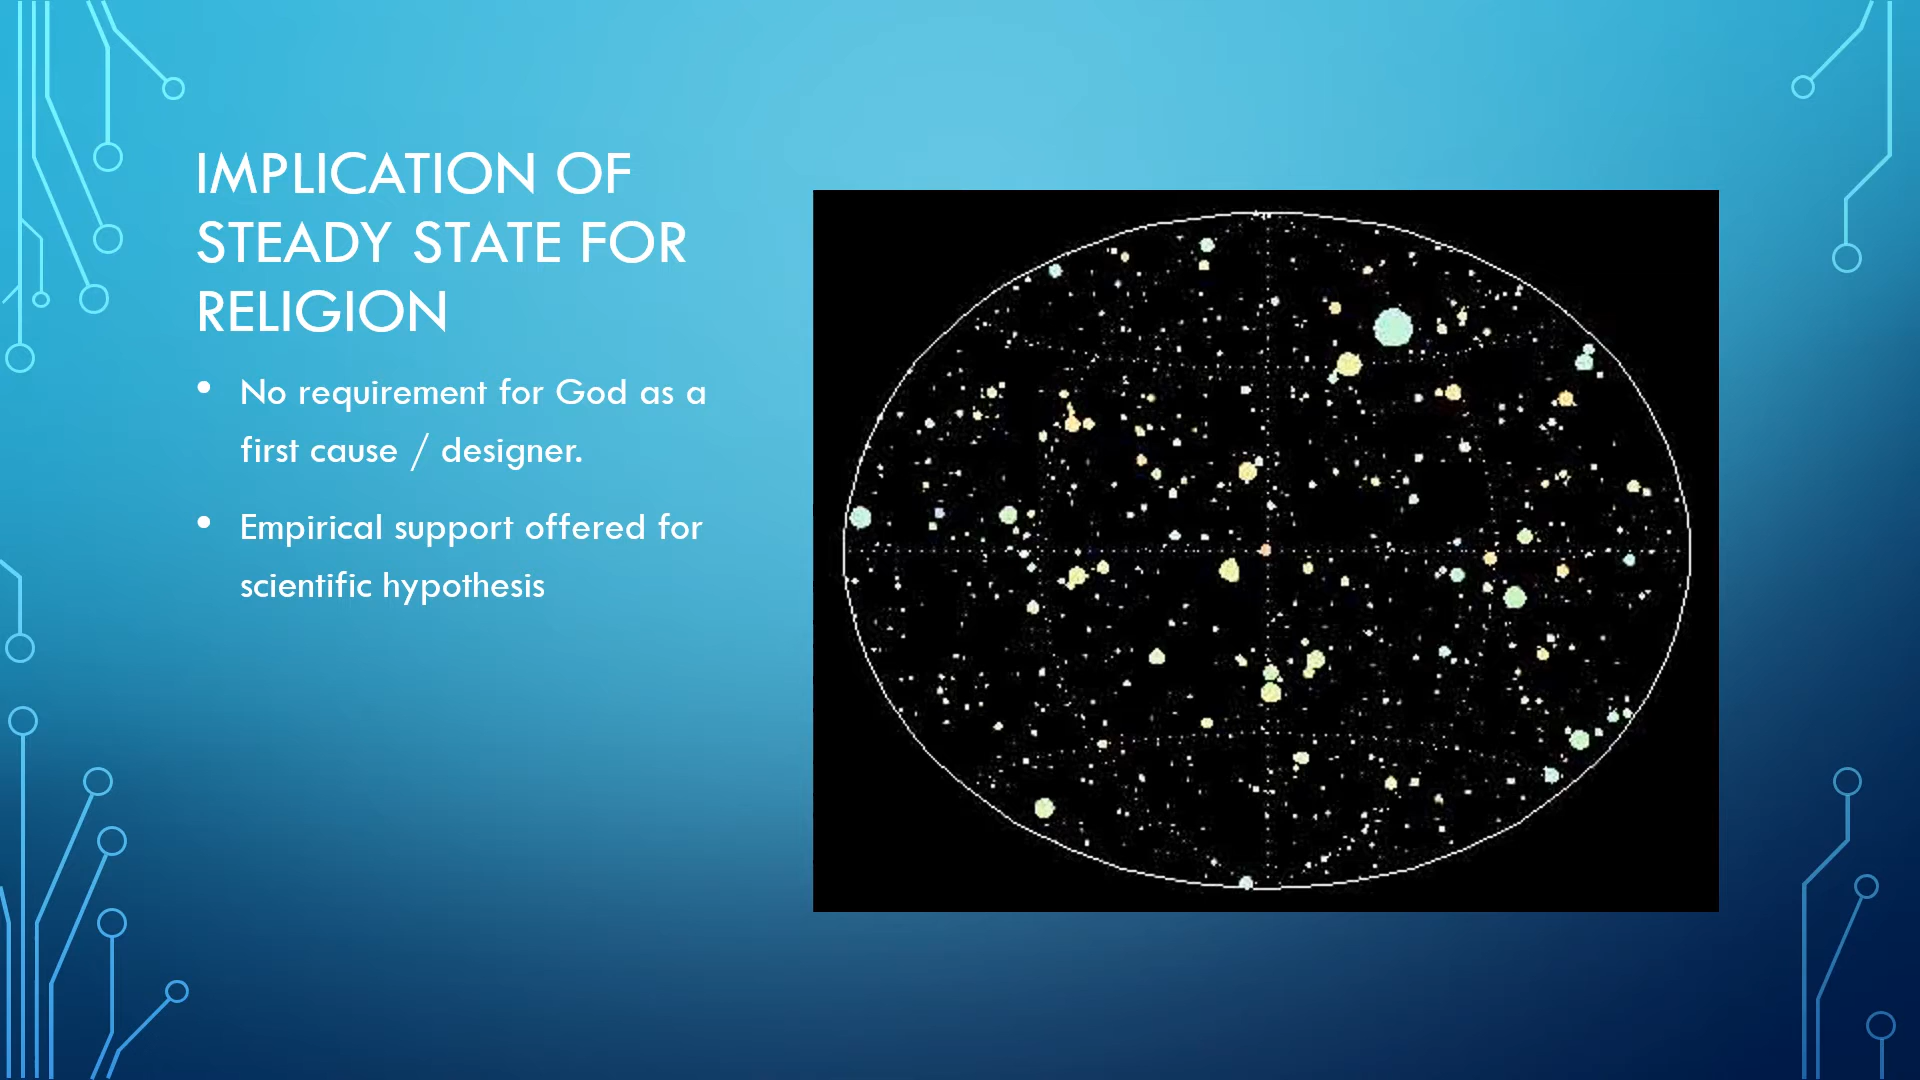 IMPLICATION OF
STEADY STATE FOR
RELIGION
• No requirement for God as a
first cause / designer.
• Empirical support offered for
scientific hypothesis